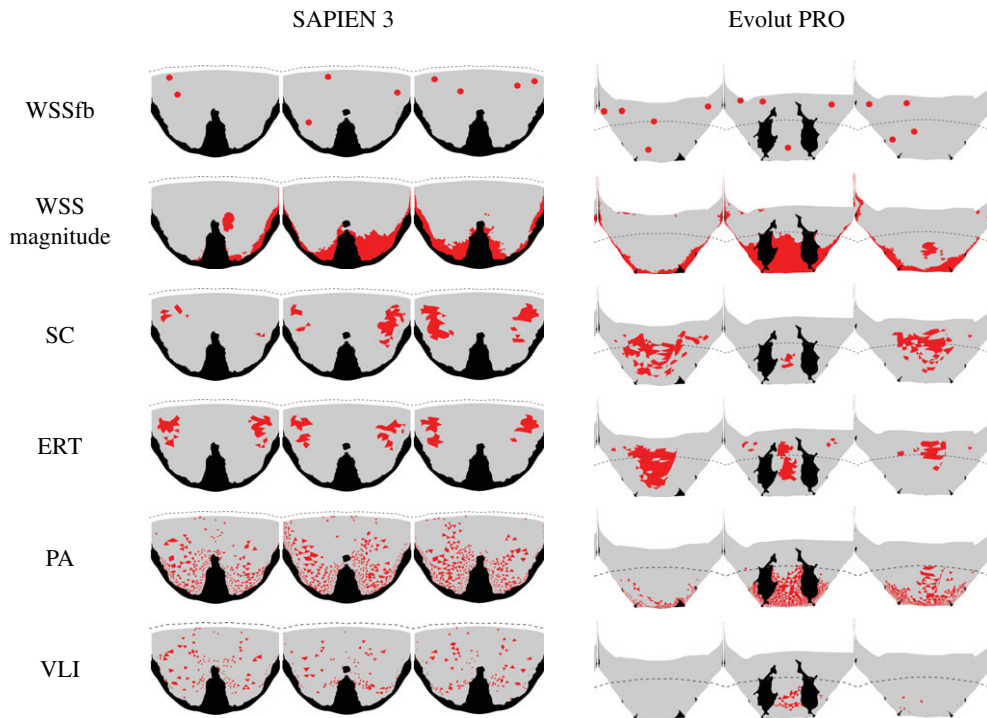 SAPIEN 3
Evolut PRO
WSSfb
WSS
magnitude
SC
ERT
PA
VLI